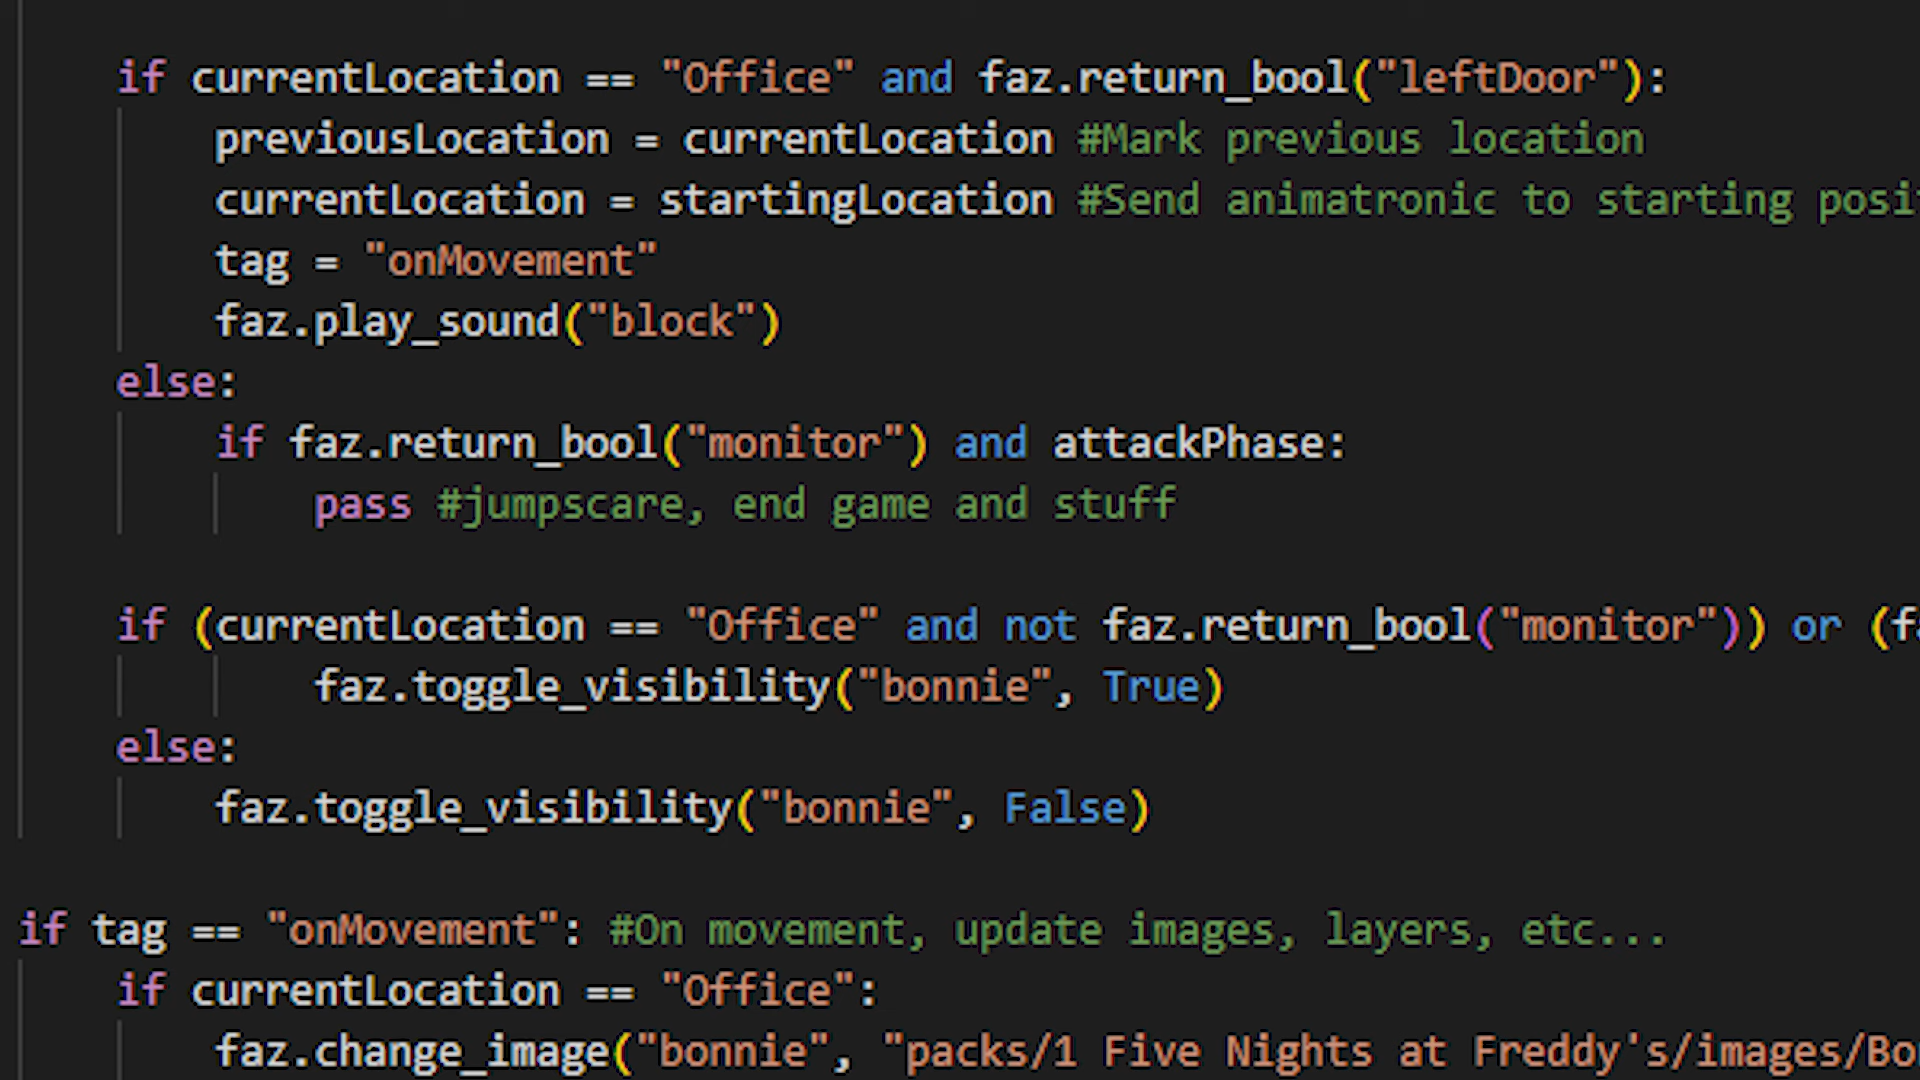 if currentLocation == "Office" and faz.return_bool("leftDoor"):
previousLocation = currentLocation #Mark previous location
currentLocation = startingLocation #Send animatronic to starting
tag = "onMovement"
faz.play_sound("block")
else:
if faz.return_bool("monitor") and attackPhase:
pass #jumpscare, end game and stuff
if (currentLocation == "Office" and not faz.return_bool("monitor")) or (
faz.toggle_visibility("bonnie", True)
else:
faz.toggle_visibility("bonnie", False)
if tag == "onMovement": #On movement, update images, layers, etc...
if currentLocation == "Office":
faz.change_image("bonnie", "packs/1 Five Nights at Freddy's/images/